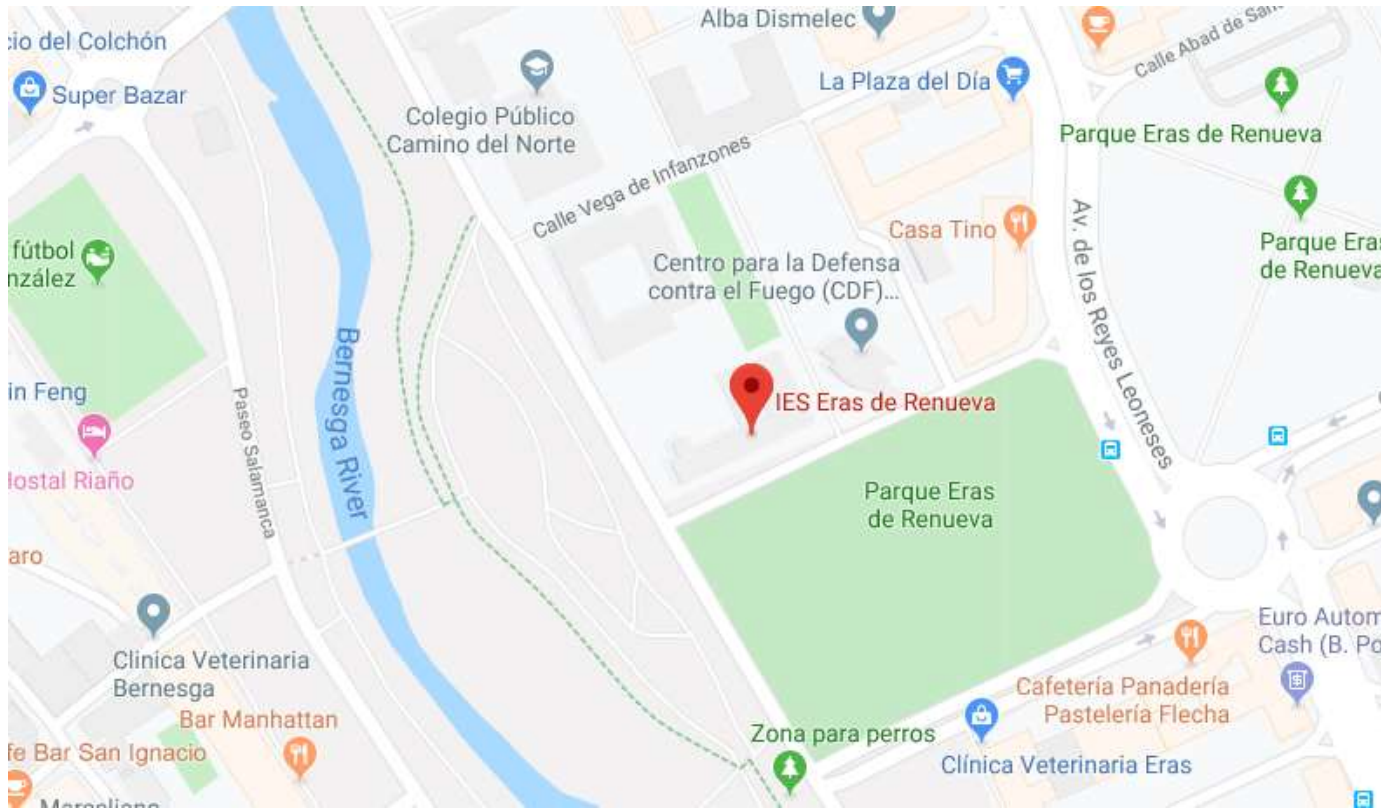 cio del Colchón
Super Bazar
Colegio Público
Camino del Norte
Alba Dismelec
La Plaza del Día
Calle Abad de San
Parque Eras de Renueva
Calle Vega de Infanzones
Casa Tino
Av. de los Reyes Leoneses
Parque Eras
de Renueva
fútbol
nzález
Centro para la Defensa
contra el Fuego (CDF)...
Bernesga River
in Feng
IES Eras de Renueva
Paseo Salamanca
Hostal Riaño
Parque Eras
de Renueva
aro
Clinica Veterinaria
Bernesga
Euro Autom
Cash (B. Po
Bar Manhattan
Cafetería Panadería
Pastelería Flecha
Zona para perros
fe Bar San Ignacio
Clínica Veterinaria Eras